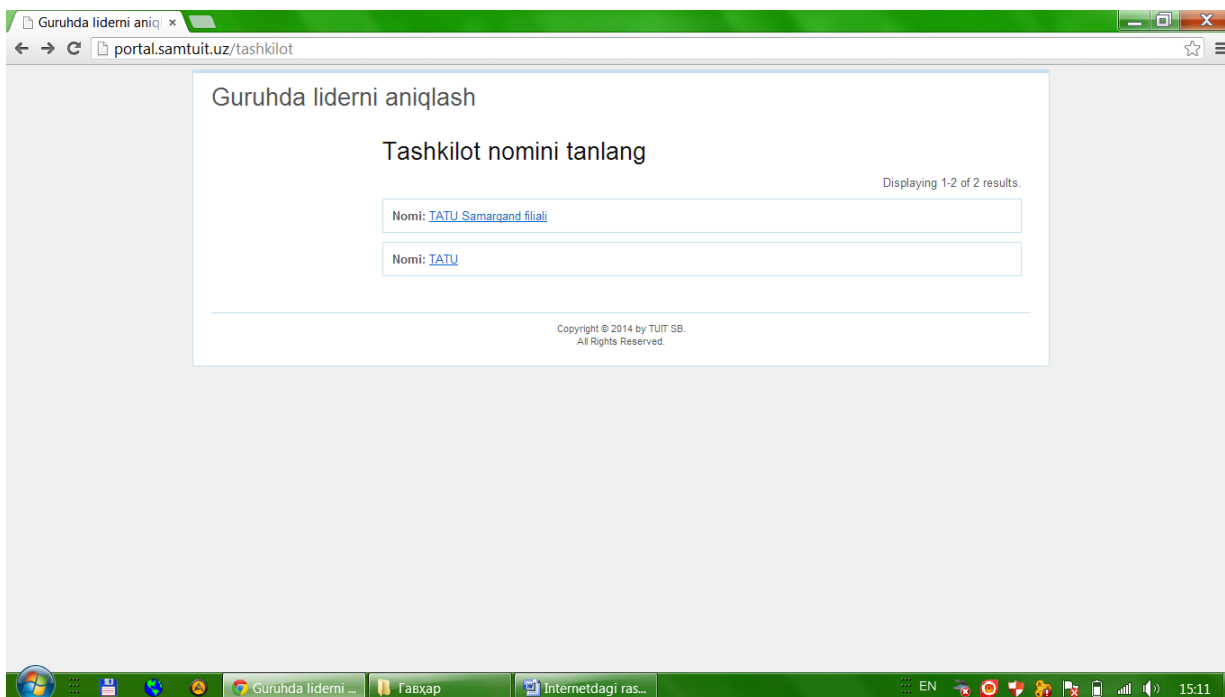 Guruhda liderni aniq
portal.samtuit.uz/tashkilot
Guruhda liderni aniqlash
Tashkilot nomini tanlang
Displaying 1-2 of 2 results.
Nomi: TATU Samarqand filiali
Nomi: TATU
Copyright © 2014 by TUIT SB.
All Rights Reserved.
Guruhda liderni ...
Гавхар
Internetdagi ras...
EN
15:11